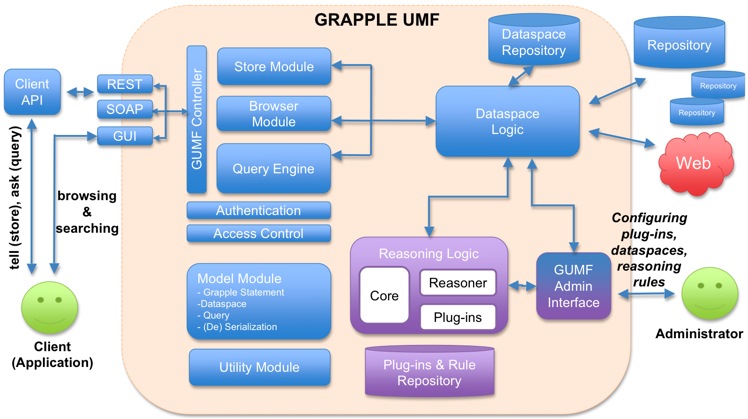 GRAPPLE UMF
Dataspace
Repository
Repository
Repository
Repository
Web
Client
API
REST
SOAP
GUI
GUMF Controller
Store Module
Browser
Module
Query Engine
Dataspace
Logic
tell (store), ask (query)
browsing
&
searching
Authentication
Access Control
Configuring
plug-ins,
dataspaces,
reasoning
rules
Reasoning Logic
Core
Reasoner
Plug-ins
GUMF
Admin
Interface
Model Module
- Grapple Statement
-Dataspace
- Query
- (De) Serialization
Client
(Application)
Administrator
Utility Module
Plug-ins & Rule
Repository